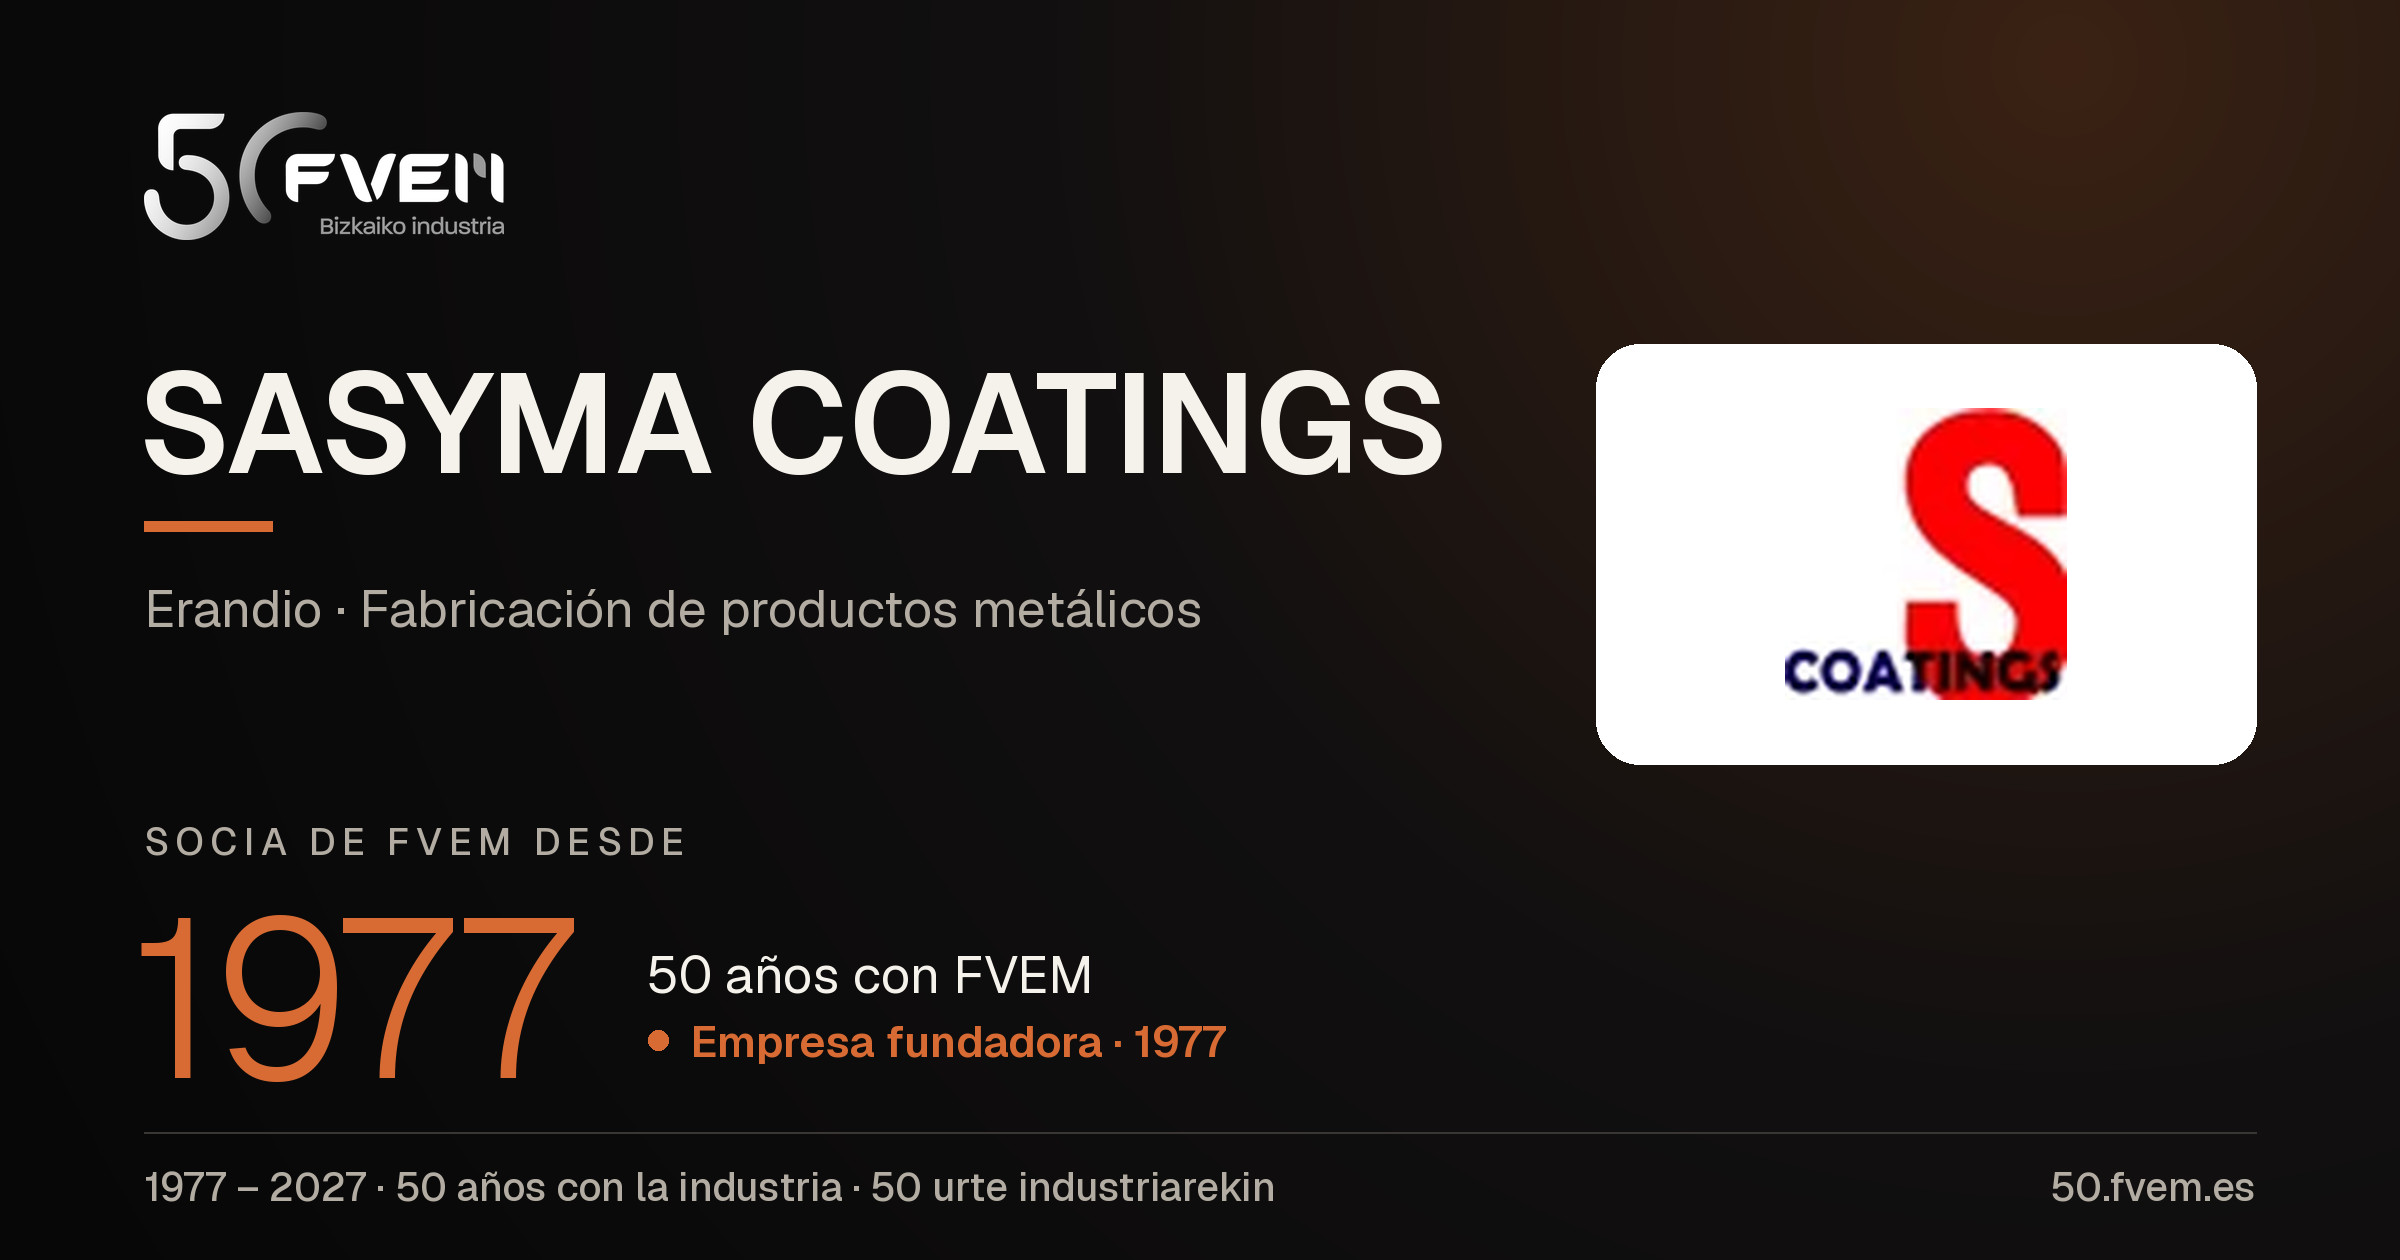 50 FVEM
Bizkaiko industria
SASYMA COATINGS
Erandio · Fabricación de productos metálicos
S
COATINGS
SOCIA DE FVEM DESDE
1977
50 años con FVEM
Empresa fundadora · 1977
1977 – 2027 · 50 años con la industria · 50 urte industriarekin
50.fvem.es